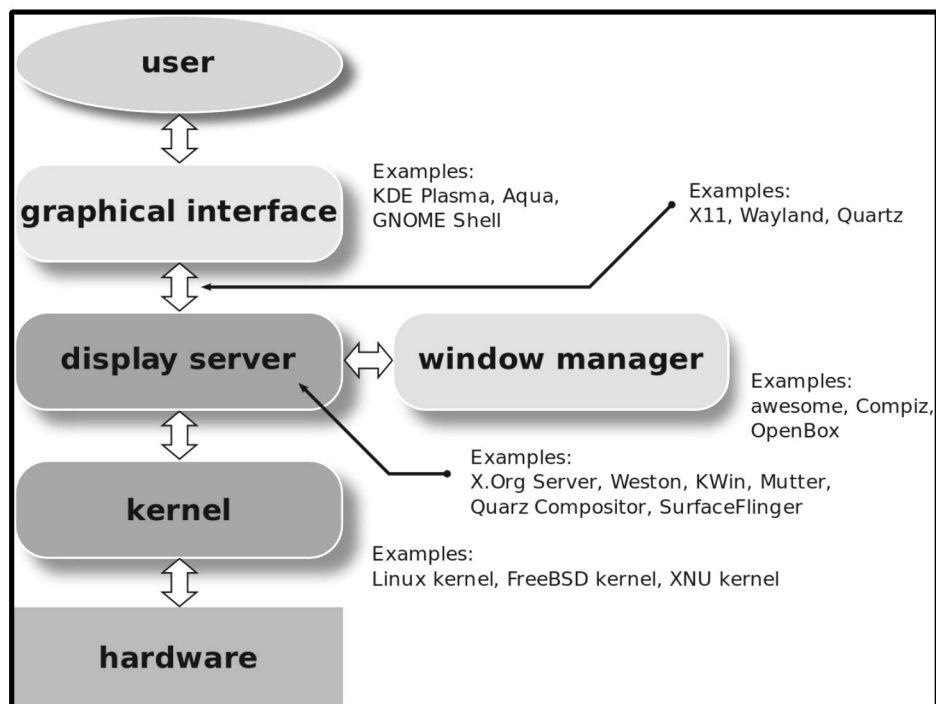 user
graphical interface
Examples:
KDE Plasma, Aqua,
GNOME Shell
Examples:
X11, Wayland, Quartz
display server
window manager
Examples:
awesome, Compiz,
OpenBox
Examples:
X.Org Server, Weston, KWin, Mutter,
Quarz Compositor, SurfaceFlinger
kernel
Examples:
Linux kernel, FreeBSD kernel, XNU kernel
hardware